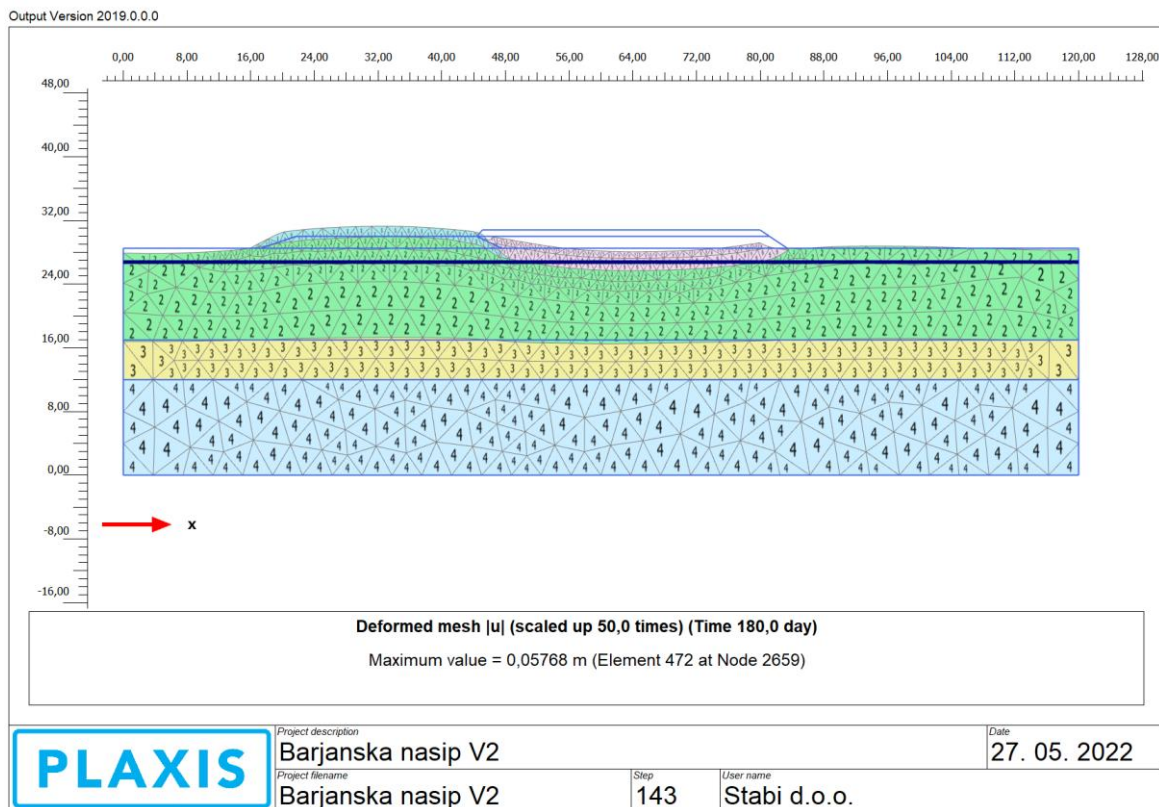 Output Version 2019.0.0.0
0,00 8,00 16,00 24,00 32,00 40,00 48,00 56,00 64,00 72,00 80,00 88,00 96,00 104,00 112,00 120,00 128,00
48,00
40,00
32,00
24,00
16,00
8,00
0,00
-8,00
-16,00
x
Deformed mesh |u| (scaled up 50,0 times) (Time 180,0 day)
Maximum value = 0,05768 m (Element 472 at Node 2659)
PLAXIS
Project description
Barjanska nasip V2
Date
27. 05. 2022
Project filename
Barjanska nasip V2
Step
143
User name
Stabi d.o.o.